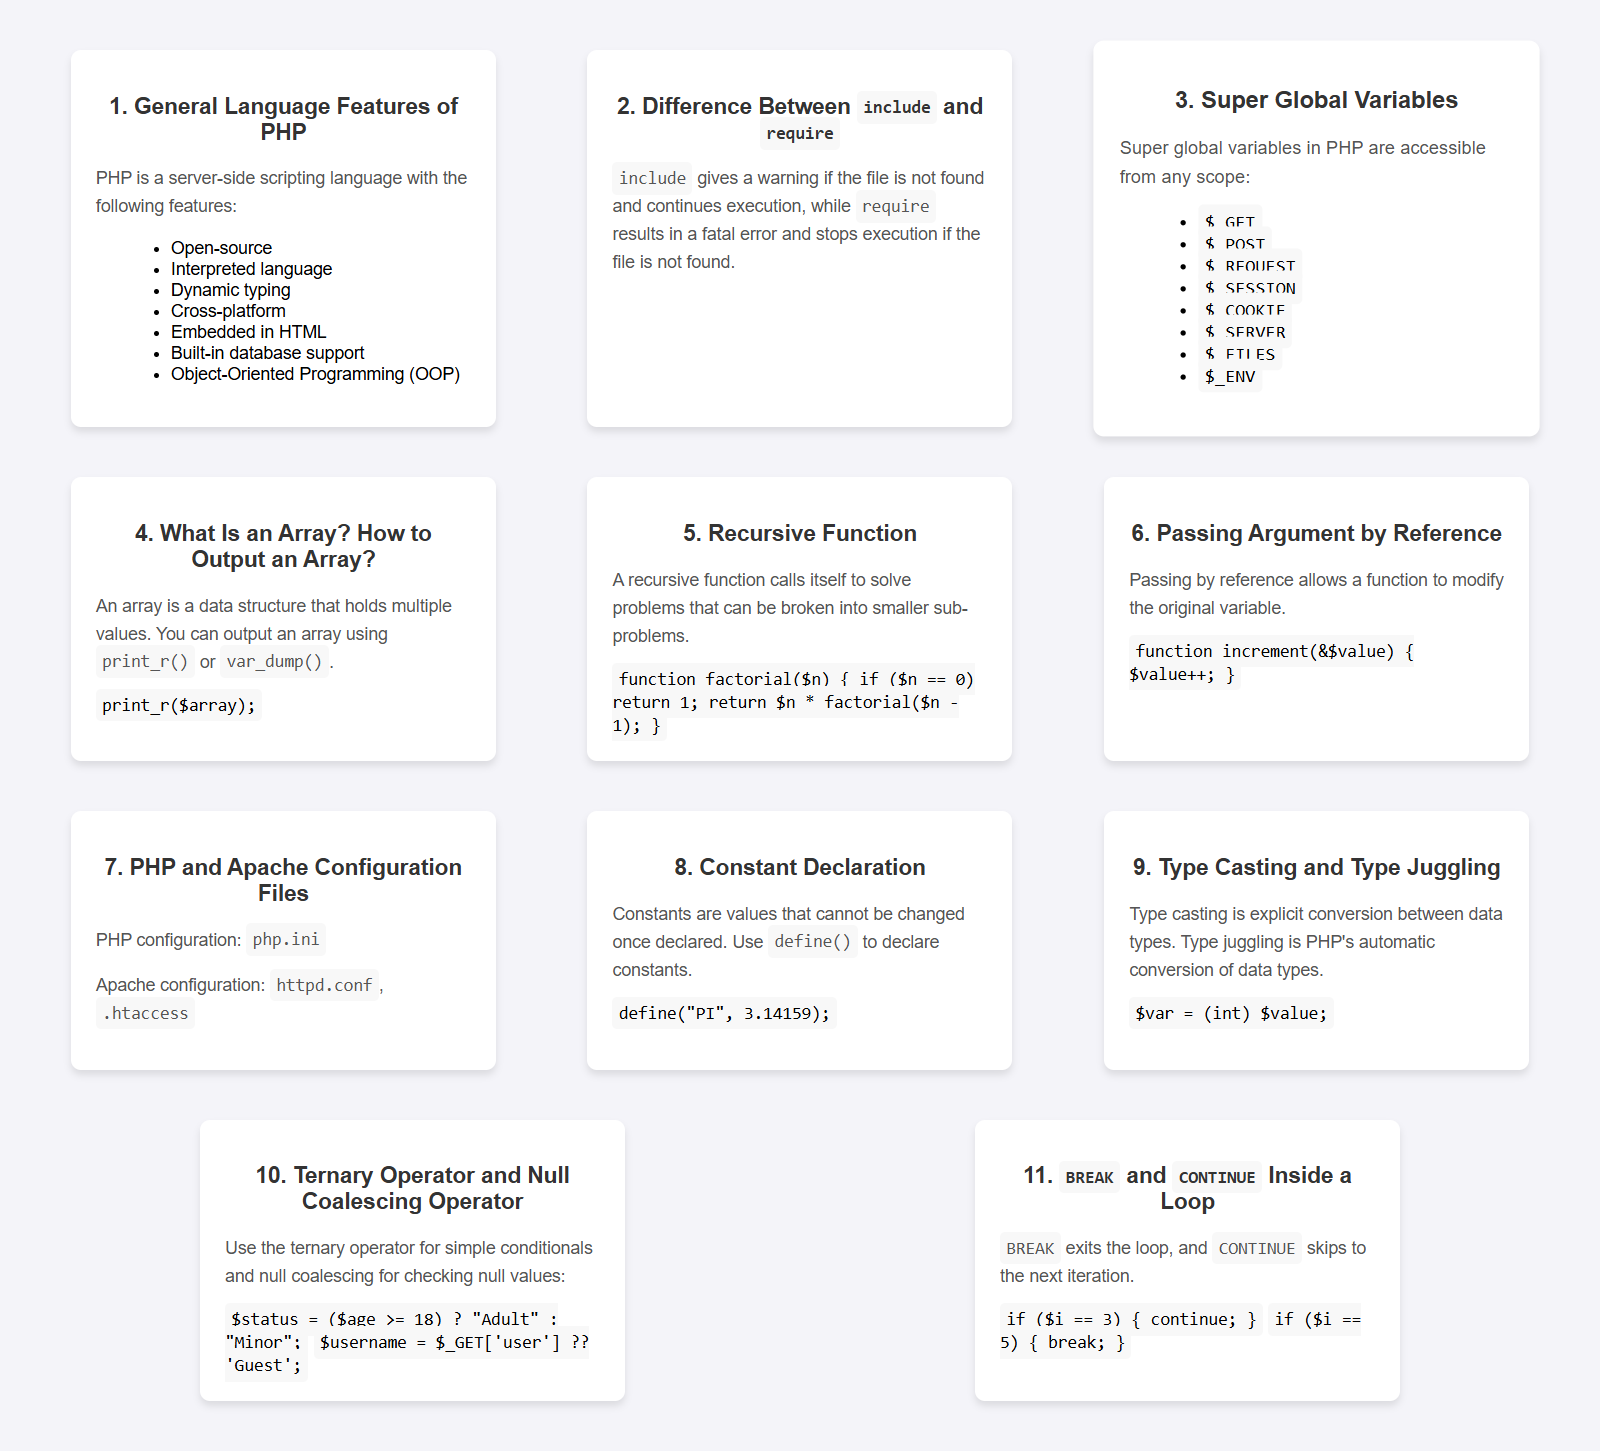 1. General Language Features of
PHP
PHP is a server-side scripting language with the
following features:
• Open-source
• Interpreted language
• Dynamic typing
• Cross-platform
• Embedded in HTML
• Built-in database support
• Object-Oriented Programming (OOP)
2. Difference Between include and
require
include gives a warning if the file is not found
and continues execution, while require
results in a fatal error and stops execution if the
file is not found.
3. Super Global Variables
Super global variables in PHP are accessible
from any scope:
• $_GET
• $_POST
• $_REQUEST
• $_SESSION
• $_COOKIE
• $_SERVER
• $_FILES
• $_ENV
4. What Is an Array? How to
Output an Array?
An array is a data structure that holds multiple
values. You can output an array using
print_r() or var_dump().
print_r($array);
5. Recursive Function
A recursive function calls itself to solve
problems that can be broken into smaller sub-
problems.
function factorial($n) { if ($n == 0)
return 1; return $n * factorial($n -
1); }
6. Passing Argument by Reference
Passing by reference allows a function to modify
the original variable.
function increment(&$value) {
$value++; }
7. PHP and Apache Configuration
Files
PHP configuration: php.ini
Apache configuration: httpd.conf,
.htaccess
8. Constant Declaration
Constants are values that cannot be changed
once declared. Use define() to declare
constants.
define("PI", 3.14159);
9. Type Casting and Type Juggling
Type casting is explicit conversion between data
types. Type juggling is PHP's automatic
conversion of data types.
$var = (int) $value;
10. Ternary Operator and Null
Coalescing Operator
Use the ternary operator for simple conditionals
and null coalescing for checking null values:
$status = ($age >= 18) ? "Adult" :
"Minor"; $username = $_GET['user'] ??
'Guest';
11. BREAK and CONTINUE Inside a
Loop
BREAK exits the loop, and CONTINUE skips to
the next iteration.
if ($i == 3) { continue; } if ($i ==
5) { break; }